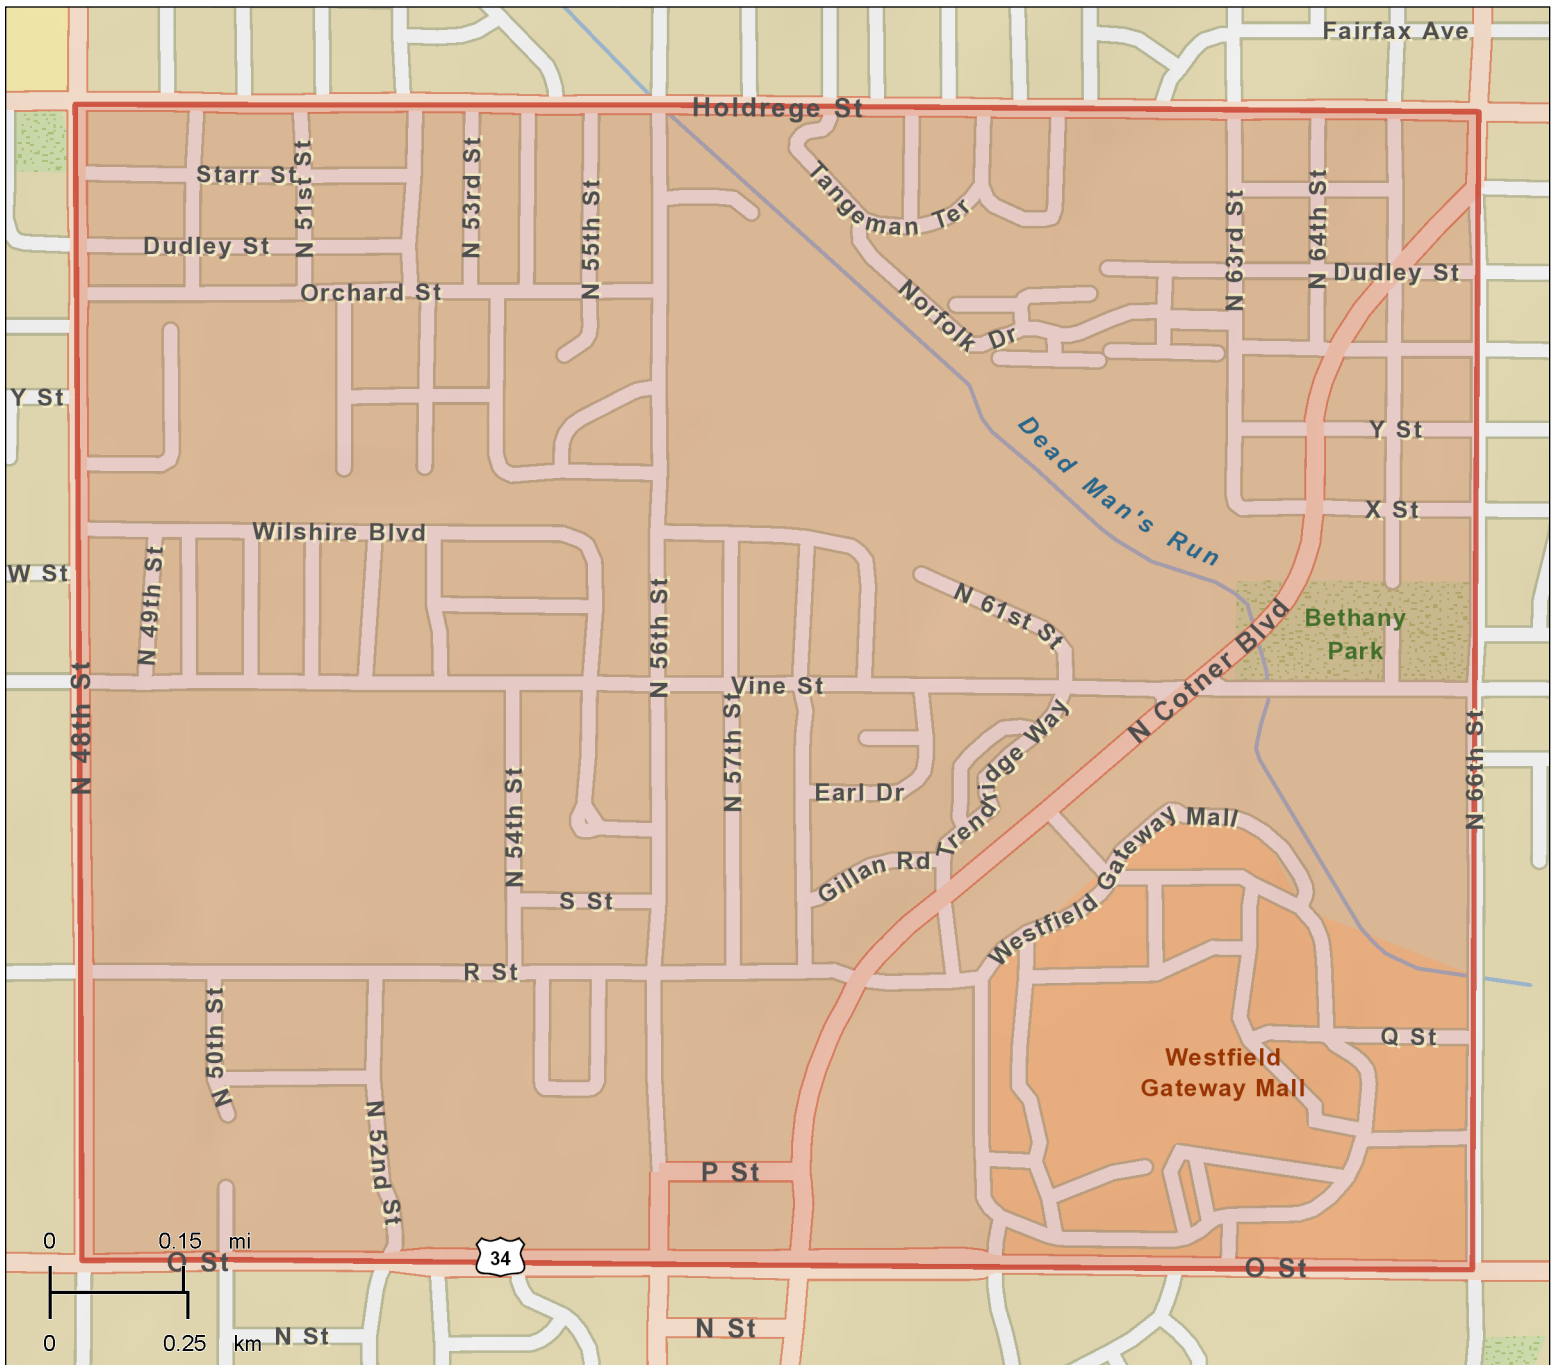 Fairfax Ave
Holdrege St
Starr St
N 51st St
N 53rd St
N 55th St
Tangeman Ter
N 63rd St
N 64th St
Dudley St
Dudley St
Orchard St
Norfolk Dr
Y St
Y St
Dead Man's Run
X St
Wilshire Blvd
W St
N 49th St
N 56th St
N 61st St
Bethany
Park
N Cotner Blvd
N 48th St
Vine St
N 57th St
Trendridge Way
N 66th St
N 54th St
Earl Dr
Westfield Gateway Mall
Gillan Rd
S St
R St
N 50th St
Q St
Westfield
Gateway Mall
N 52nd St
P St
0 0.15 mi
O St
34
O St
0 0.25 km
N St
N St